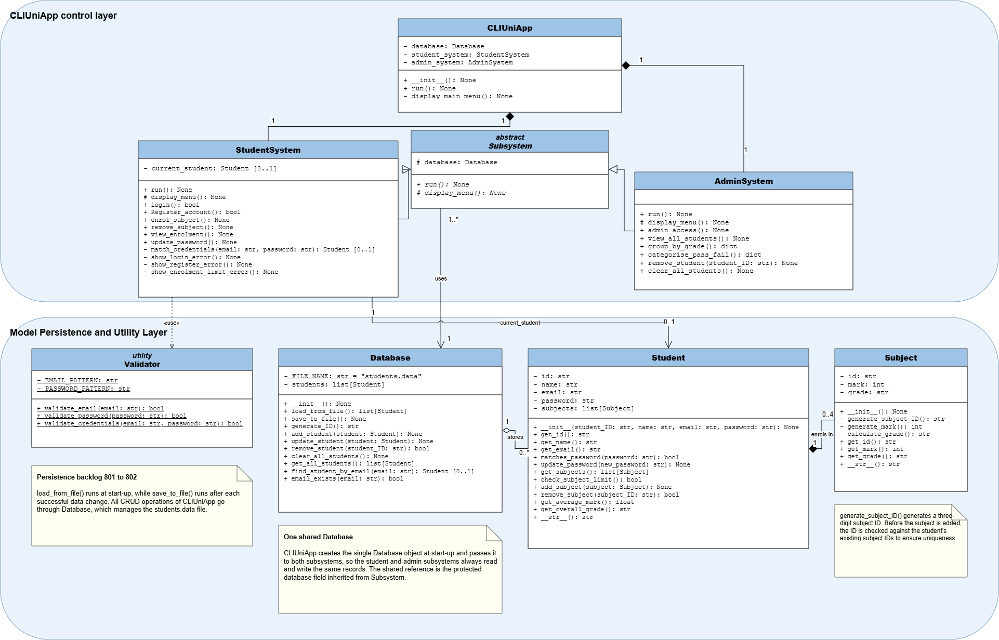 CLIUniApp control layer
CLIUniApp
- database: Database
- student_system: StudentSystem
- admin_system: AdminSystem
+ __init__(): None
+ run(): None
- display_main_menu(): None
1
1
1
1
StudentSystem
- current_student: Student [0..1]
+ run(): None
# display_menu(): None
+ login(): bool
+ Register_account(): bool
+ enrol_subject(): None
+ remove_subject(): None
+ view_enrolment(): None
+ update_password(): None
- match_credentials(email: str, password: str): Student [0..1]
- show_login_error(): None
- show_register_error(): None
- show_enrolment_limit_error(): None
abstract
Subsystem
# database: Database
+ run(): None
# display_menu(): None
1..*
uses
1
AdminSystem
+ run(): None
# display_menu(): None
+ admin_access(): None
+ view_all_students(): None
+ group_by_grade(): dict
+ categorise_pass_fail(): dict
+ remove_student(student_ID: str): None
+ clear_all_students(): None
«use»
1
current_student
0..1
Model Persistence and Utility Layer
utility
Validator
- EMAIL_PATTERN: str
- PASSWORD_PATTERN: str
+ validate_email(email: str): bool
+ validate_password(password: str): bool
+ validate_credentials(email: str, password: str): bool
Persistence backlog 801 to 802
load_from_file() runs at start-up, while save_to_file() runs after each
successful data change. All CRUD operations of CLIUniApp go
through Database, which manages the students.data file.
Database
- FILE_NAME: str = "students.data"
- students: list[Student]
+ __init__(): None
+ load_from_file(): list[Student]
+ save_to_file(): None
+ generate_ID(): str
+ add_student(student: Student): None
+ update_student(student: Student): None
+ remove_student(student_ID: str): bool
+ clear_all_students(): None
+ get_all_students(): list[Student]
+ find_student_by_email(email: str): Student [0..1]
+ email_exists(email: str): bool
One shared Database
CLIUniApp creates the single Database object at start-up and passes it
to both subsystems, so the student and admin subsystems always read
and write the same records. The shared reference is the protected
database field inherited from Subsystem.
1
stores
0..*
Student
- id: str
- name: str
- email: str
- password: str
- subjects: list[Subject]
+ __init__(student_ID: str, name: str, email: str, password: str): None
+ get_id(): str
+ get_name(): str
+ get_email(): str
+ matches_password(password: str): bool
+ update_password(new_password: str): None
+ get_subjects(): list[Subject]
+ check_subject_limit(): bool
+ add_subject(subject: Subject): None
+ remove_subject(subject_ID: str): bool
+ get_average_mark(): float
+ get_overall_grade(): str
+ __str__(): str
0..4
enrols in
1
Subject
- id: str
- mark: int
- grade: str
+ __init__(): None
- generate_subject_ID(): str
- generate_mark(): int
- calculate_grade(): str
+ get_id(): str
+ get_mark(): int
+ get_grade(): str
+ __str__(): str
generate_subject_ID() generates a three-
digit subject ID. Before the subject is added,
the ID is checked against the student's
existing subject IDs to ensure uniqueness.